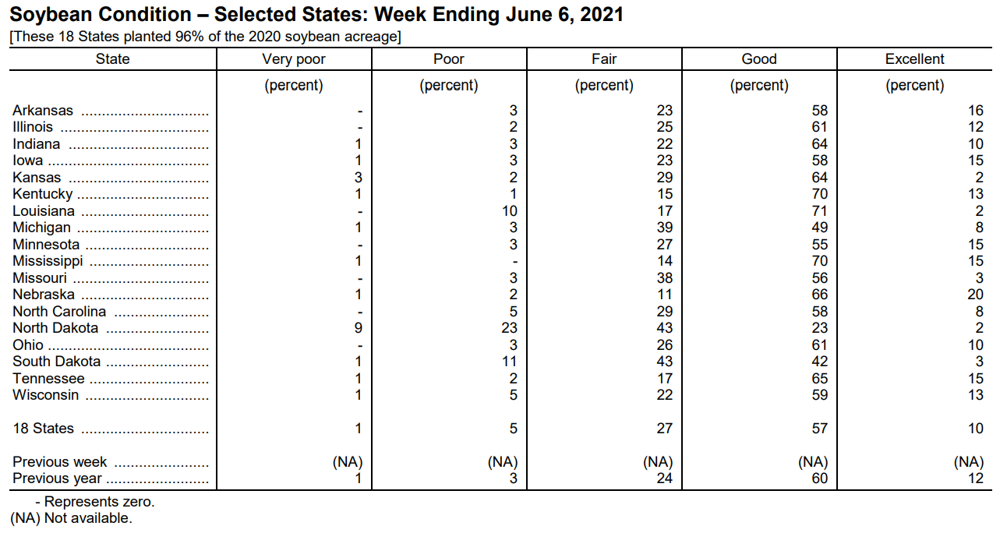 Soybean Condition – Selected States: Week Ending June 6, 2021
[These 18 States planted 96% of the 2020 soybean acreage]
State Very poor Poor Fair Good Excellent
(percent) (percent) (percent) (percent) (percent)
Arkansas ............................... - 3 23 58 16
Illinois .................................... - 2 25 61 12
Indiana .................................. 1 3 22 64 10
Iowa ....................................... 1 3 23 58 15
Kansas .................................. 3 2 29 64 2
Kentucky ................................ 1 1 15 70 13
Louisiana ............................... - 10 17 71 2
Michigan ................................ 1 3 39 49 8
Minnesota .............................. - 3 27 55 15
Mississippi ............................. 1 - 14 70 15
Missouri ................................. - 3 38 56 3
Nebraska ............................... 1 2 11 66 20
North Carolina ....................... - 5 29 58 8
North Dakota ......................... 9 23 43 23 2
Ohio ....................................... - 3 26 61 10
South Dakota ......................... 1 11 43 42 3
Tennessee ............................. 1 2 17 65 15
Wisconsin .............................. 1 5 22 59 13
18 States ............................... 1 5 27 57 10
Previous week ....................... (NA) (NA) (NA) (NA) (NA)
Previous year ......................... 1 3 24 60 12
- Represents zero.
(NA) Not available.